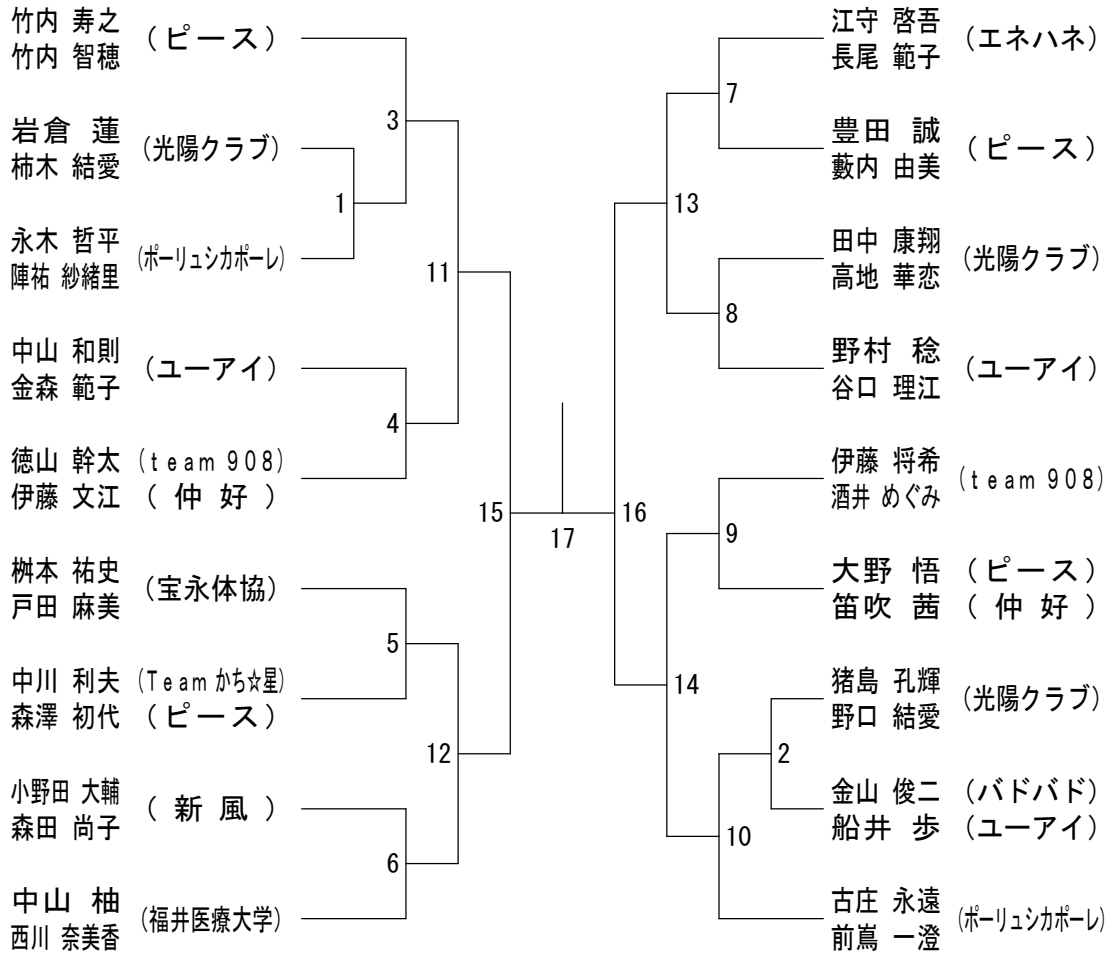 竹内 寿之
竹内 智穂
(ピース)
岩倉 蓮
柿木 結愛
(光陽クラブ)
永木 哲平
陣祐 紗緒里
(ポーリュシカポーレ)
中山 和則
金森 範子
(ユーアイ)
徳山 幹太 (team 908)
伊藤 文江 (仲好)
桝本 祐史
戸田 麻美
(宝永体協)
中川 利夫 (Team かち☆星)
森澤 初代 (ピース)
小野田 大輔
森田 尚子
(新風)
中山 柚
西川 奈美香
(福井医療大学)
1
3
4
11
5
6
12
15
17
16
13
7
8
14
9
2
10
江守 啓吾
長尾 範子
(エネハネ)
豊田 誠
藪内 由美
(ピース)
田中 康翔
高地 華恋
(光陽クラブ)
野村 稔
谷口 理江
(ユーアイ)
伊藤 将希
酒井 めぐみ
(team 908)
大野 悟 (ピース)
笛吹 茜 (仲好)
猪島 孔輝
野口 結愛
(光陽クラブ)
金山 俊二 (バドバド)
船井 歩 (ユーアイ)
古庄 永遠
前嶌 一澄
(ポーリュシカポーレ)